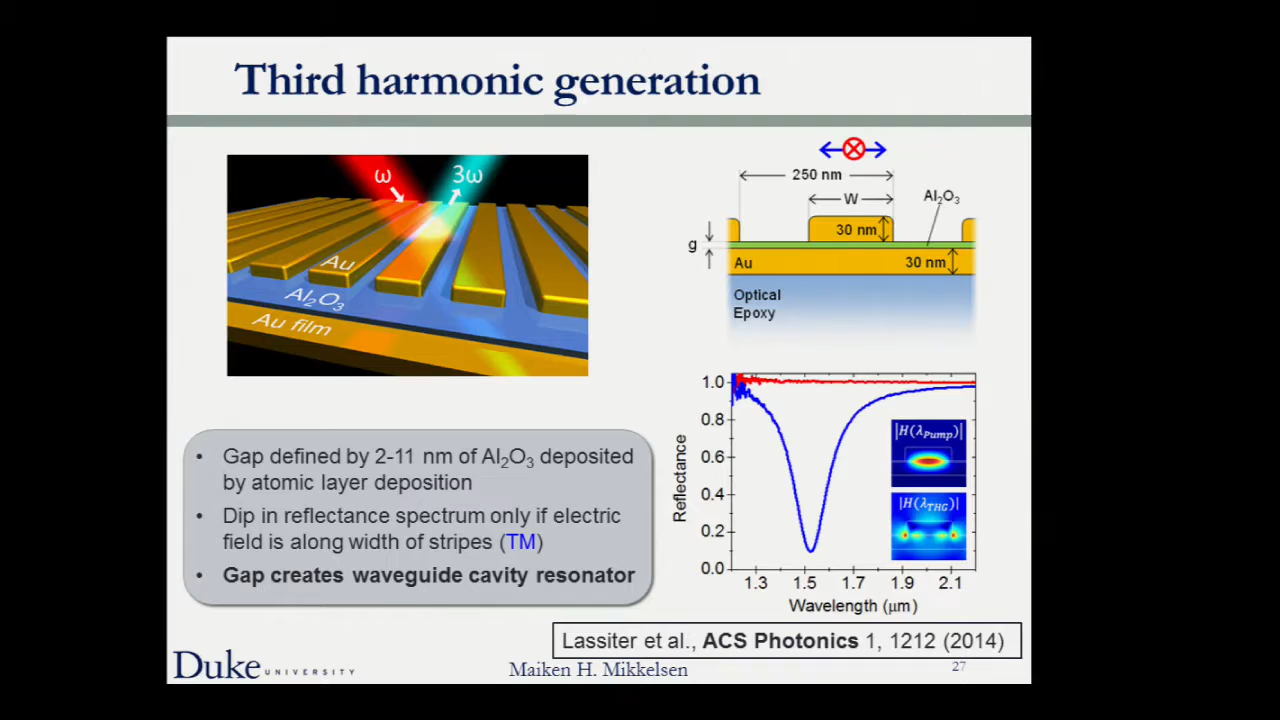 Third harmonic generation
ω
3ω
Au
Al2O3
Au film
250 nm
W
Al2O3
30 nm
g
Au
30 nm
Optical
Epoxy
• Gap defined by 2-11 nm of Al2O3 deposited
by atomic layer deposition
• Dip in reflectance spectrum only if electric
field is along width of stripes (TM)
• Gap creates waveguide cavity resonator
Reflectance
1.0
0.8
0.6
0.4
0.2
0.0
|H(λPump)|
|H(λTHG)|
1.3 1.5 1.7 1.9 2.1
Wavelength (μm)
Lassiter et al., ACS Photonics 1, 1212 (2014)
Duke UNIVERSITY
Maiken H. Mikkelsen
27